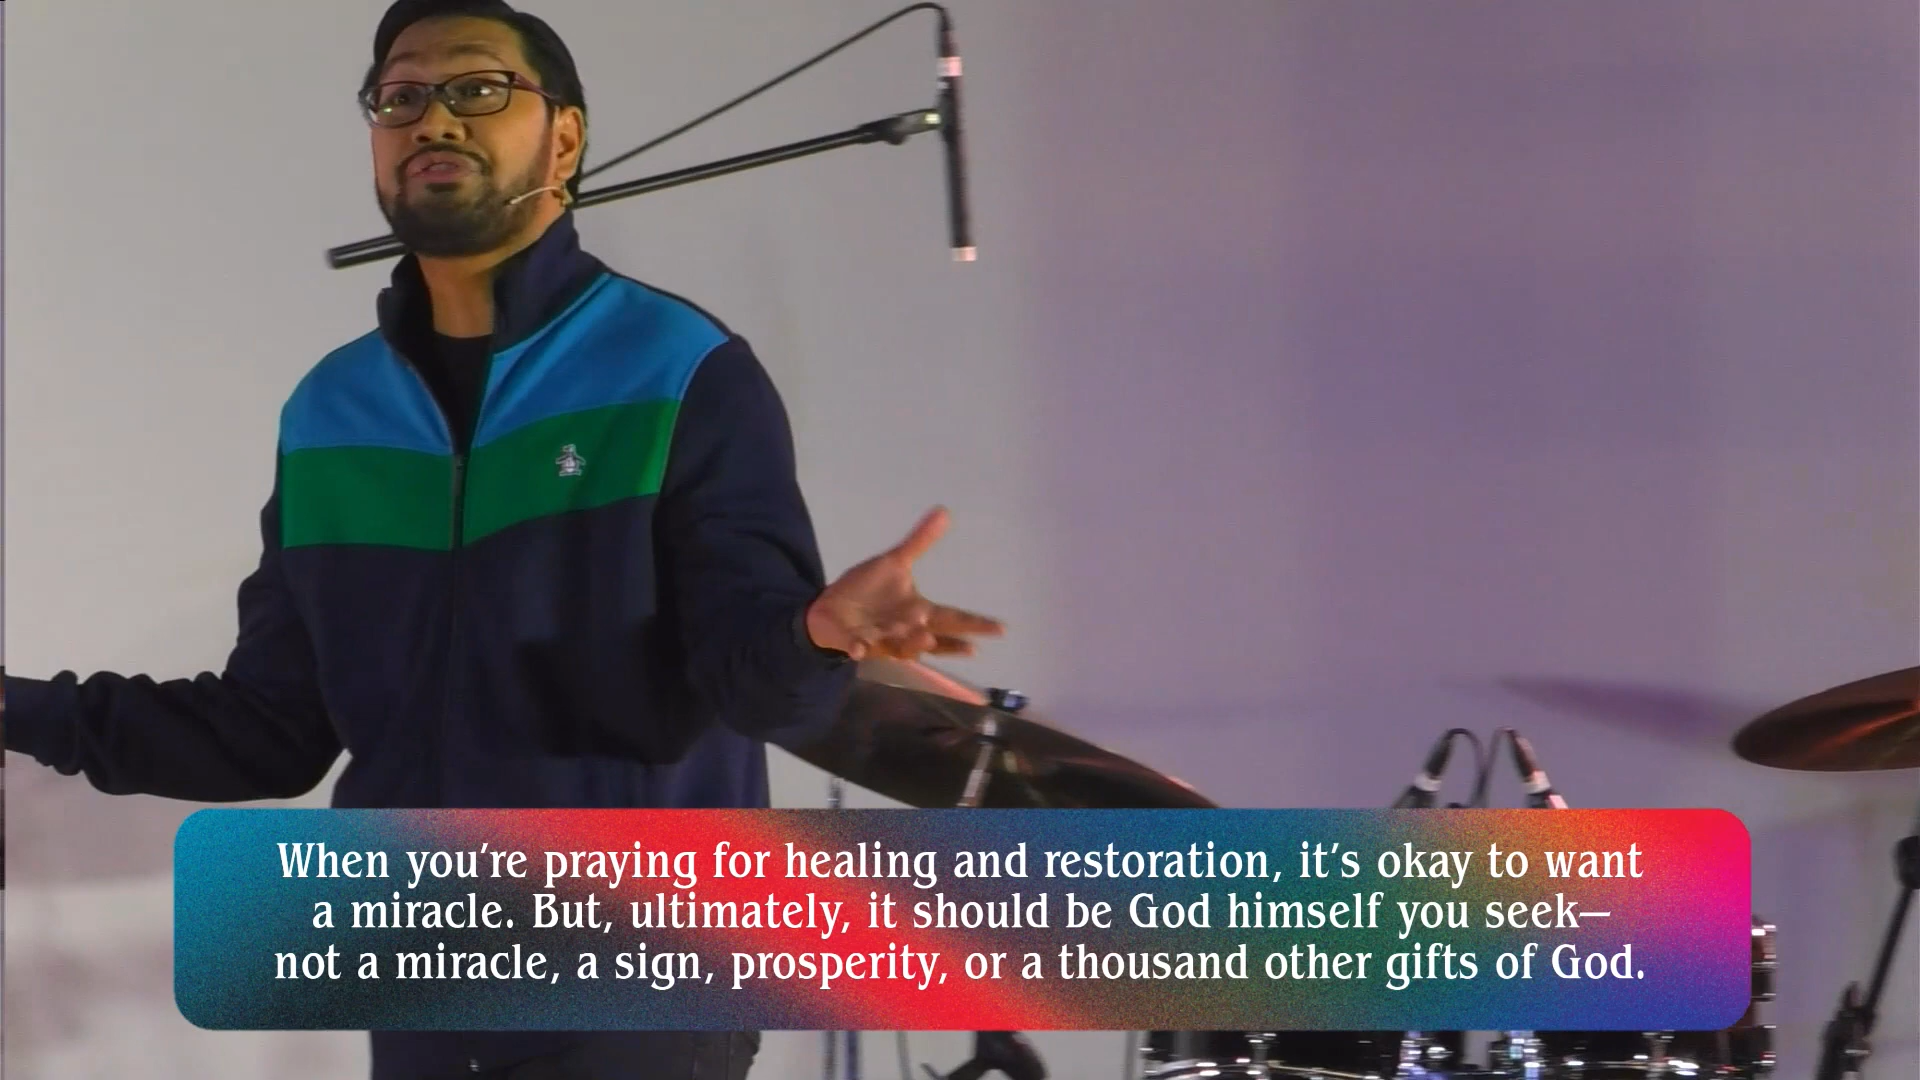 When you're praying for healing and restoration, it's okay to want
a miracle. But, ultimately, it should be God himself you seek—
not a miracle, a sign, prosperity, or a thousand other gifts of God.